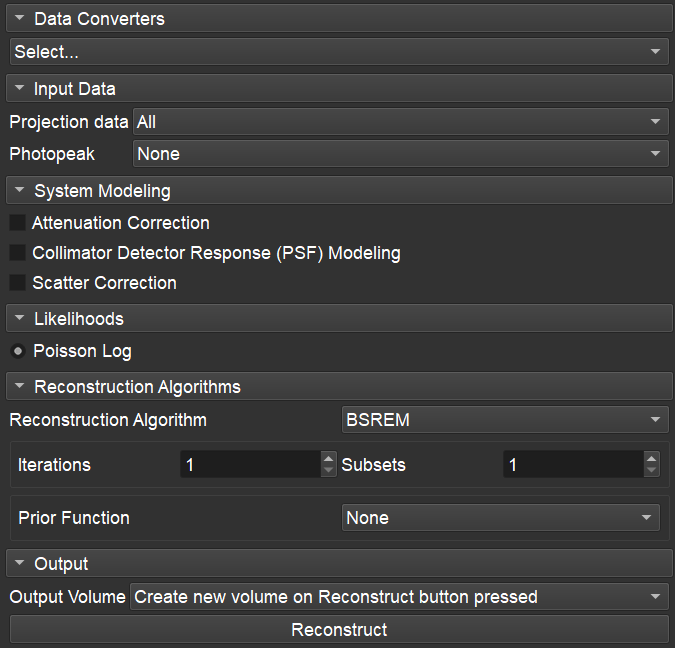 Data Converters
Select...
Input Data
Projection data All
Photopeak None
System Modeling
Attenuation Correction
Collimator Detector Response (PSF) Modeling
Scatter Correction
Likelihoods
Poisson Log
Reconstruction Algorithms
Reconstruction Algorithm BSREM
Iterations 1 Subsets 1
Prior Function None
Output
Output Volume Create new volume on Reconstruct button pressed
Reconstruct